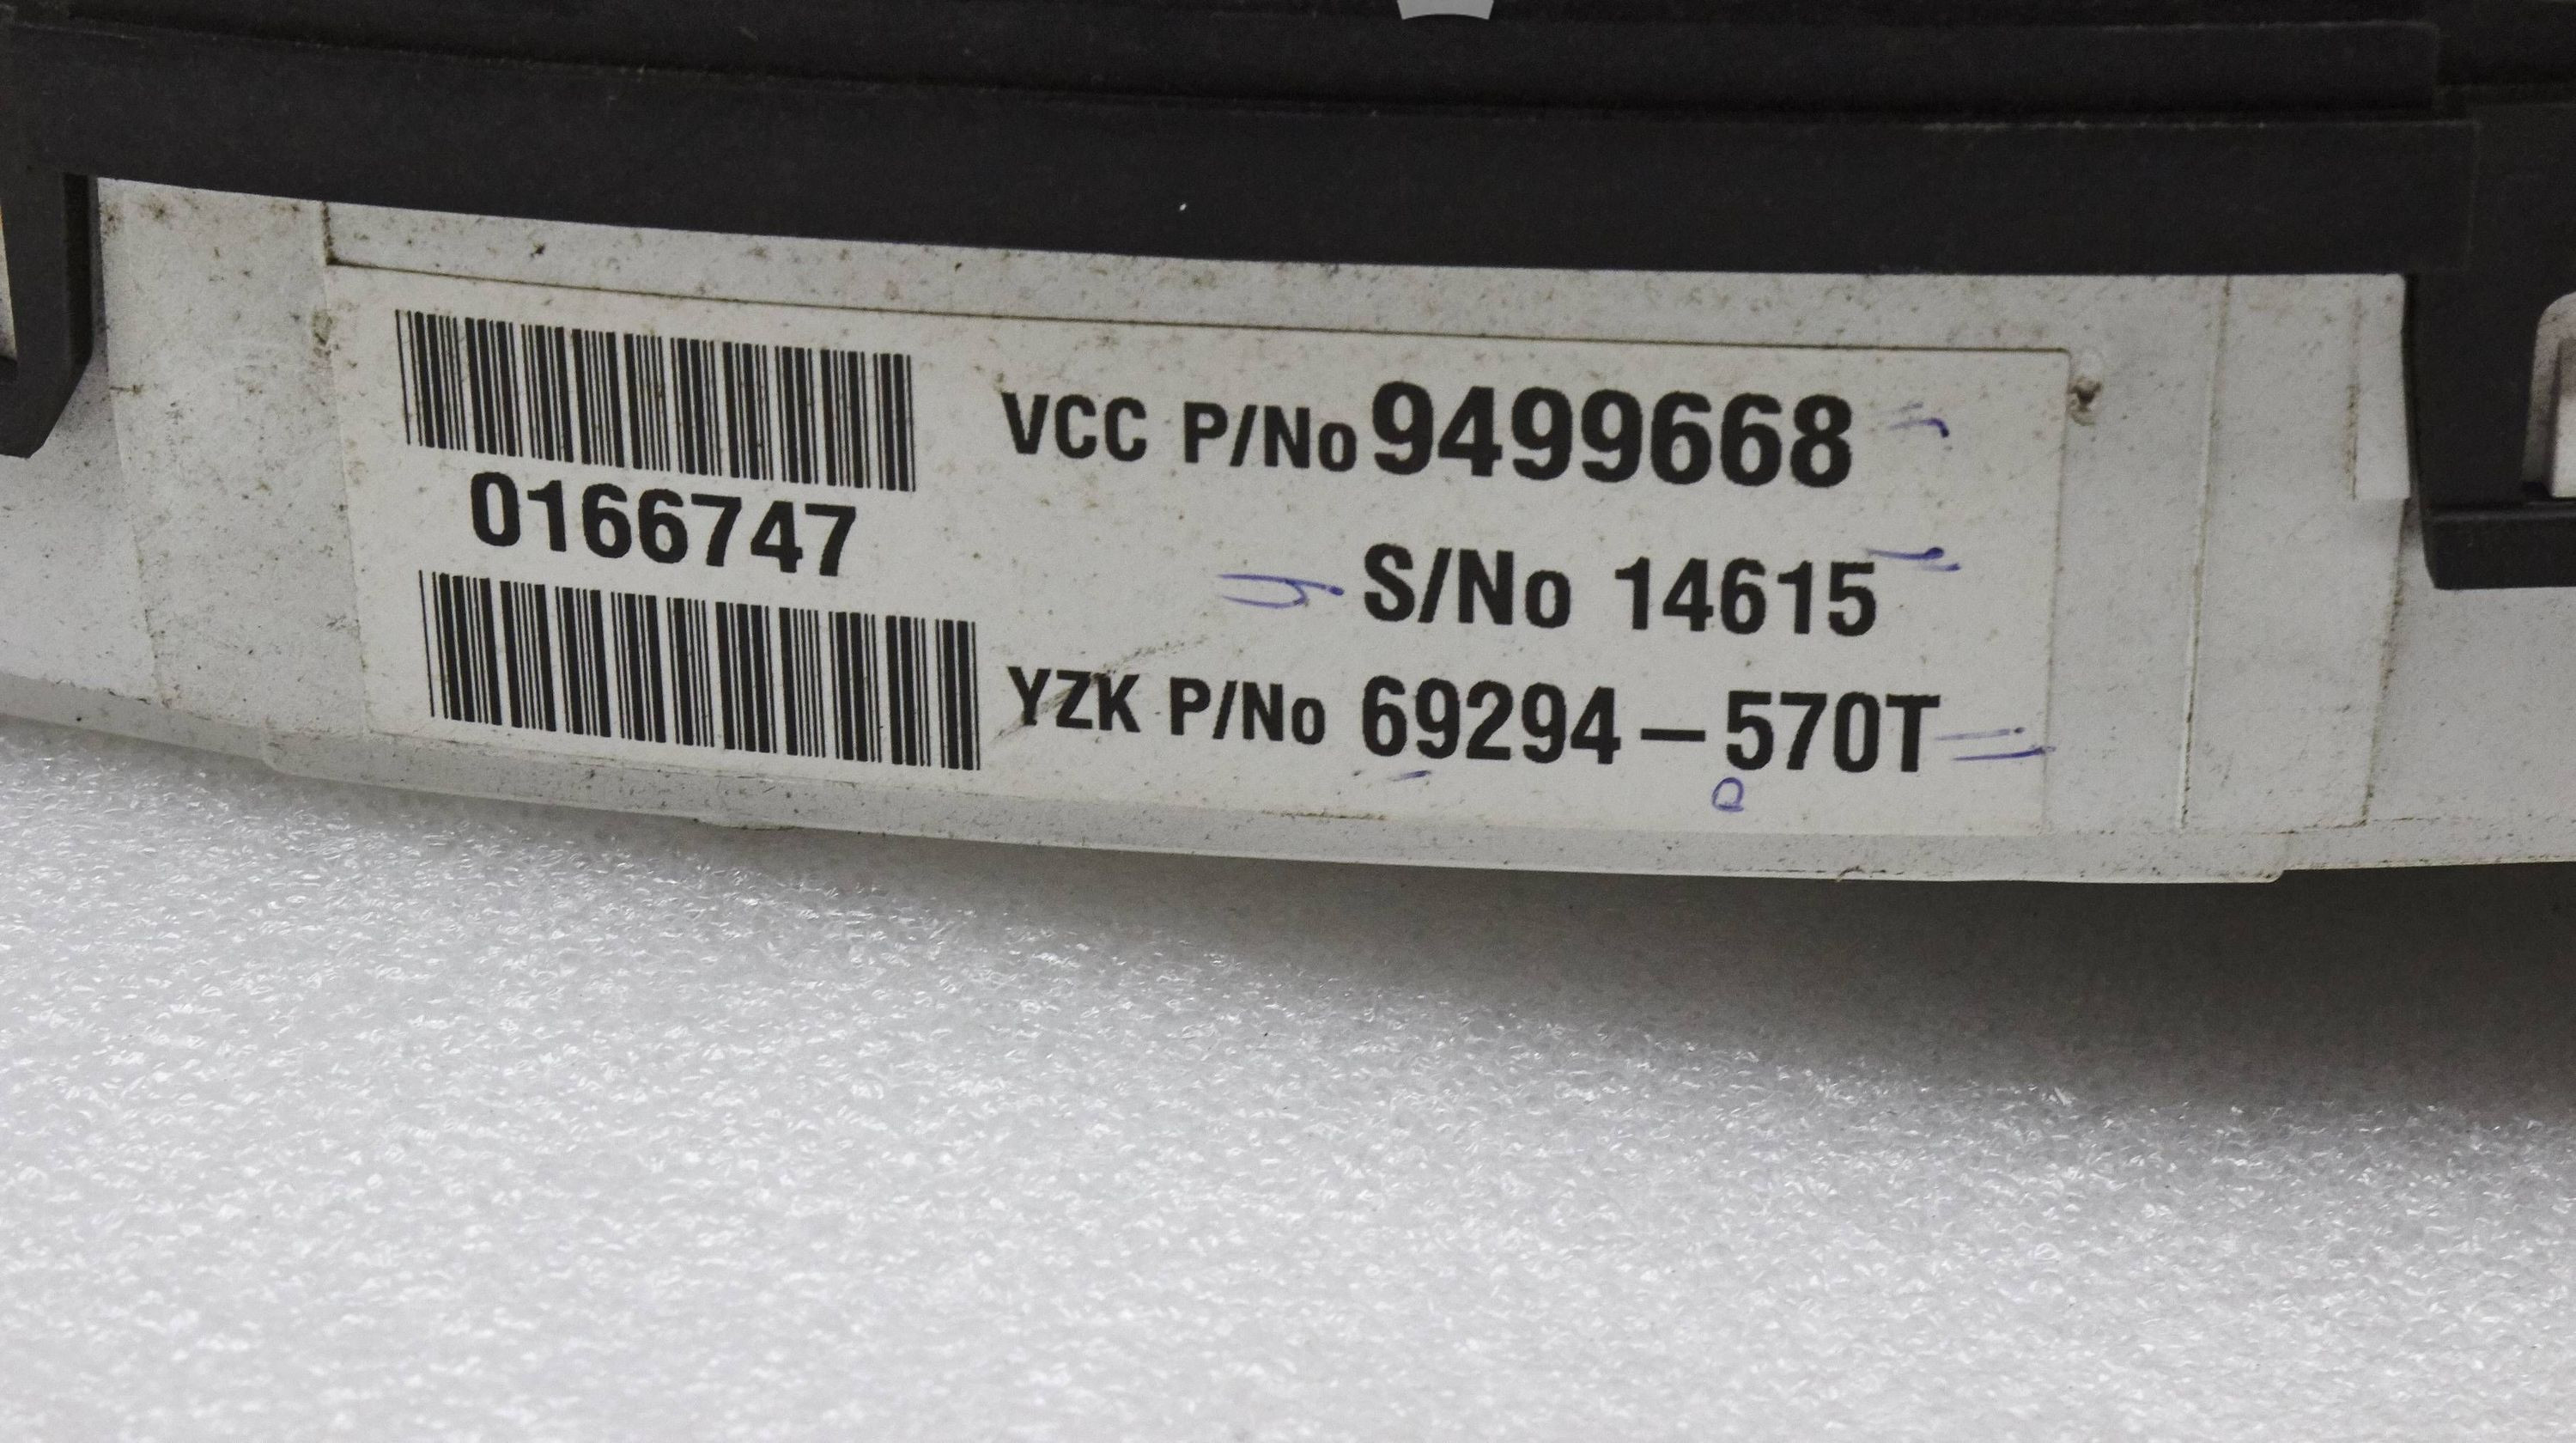 0166747
VCC P/No 9499668
S/No 14615
YZK P/No 69294-570T